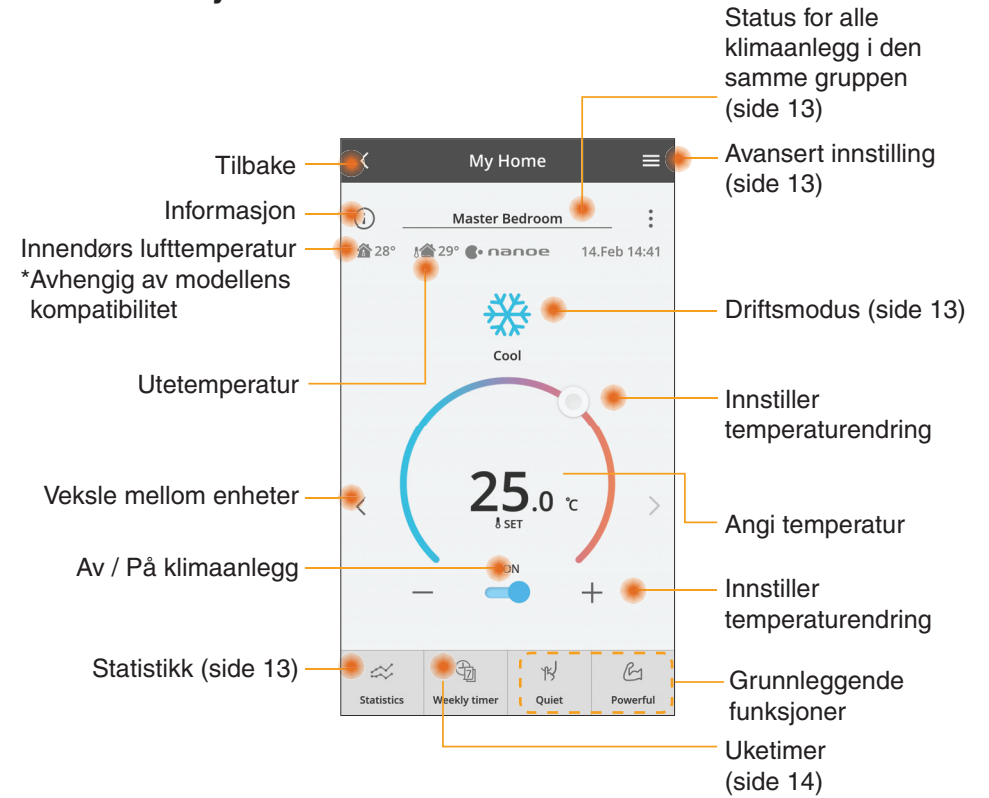 Status for alle
klimaanlegg i den
samme gruppen
(side 13)
Avansert innstilling
(side 13)
Tilbake
Informasjon
Innendørs lufttemperatur
*Avhengig av modellens
kompatibilitet
Utetemperatur
Veksle mellom enheter
Av / På klimaanlegg
Statistikk (side 13)
My Home
Master Bedroom
28° 29° nanoe 14.Feb 14:41
Cool
25.0 °C
SET
ON
Statistics Weekly timer Quiet Powerful
Driftsmodus (side 13)
Innstiller
temperaturendring
Angi temperatur
Innstiller
temperaturendring
Grunnleggende
funksjoner
Uketimer
(side 14)